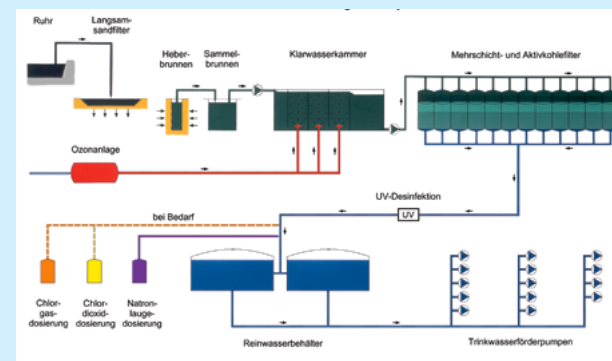 Ruhr
Langsam-
sandfilter
Heber-
brunnen
Sammel-
brunnen
Klarwasserkammer
Mehrschicht- und Aktivkohlefilter
Ozonanlage
UV-Desinfektion
UV
bei Bedarf
Chlor-
gas-
dosierung
Chlor-
dioxid-
dosierung
Natron-
lauge-
dosierung
Reinwasserbehälter
Trinkwasserförderpumpen